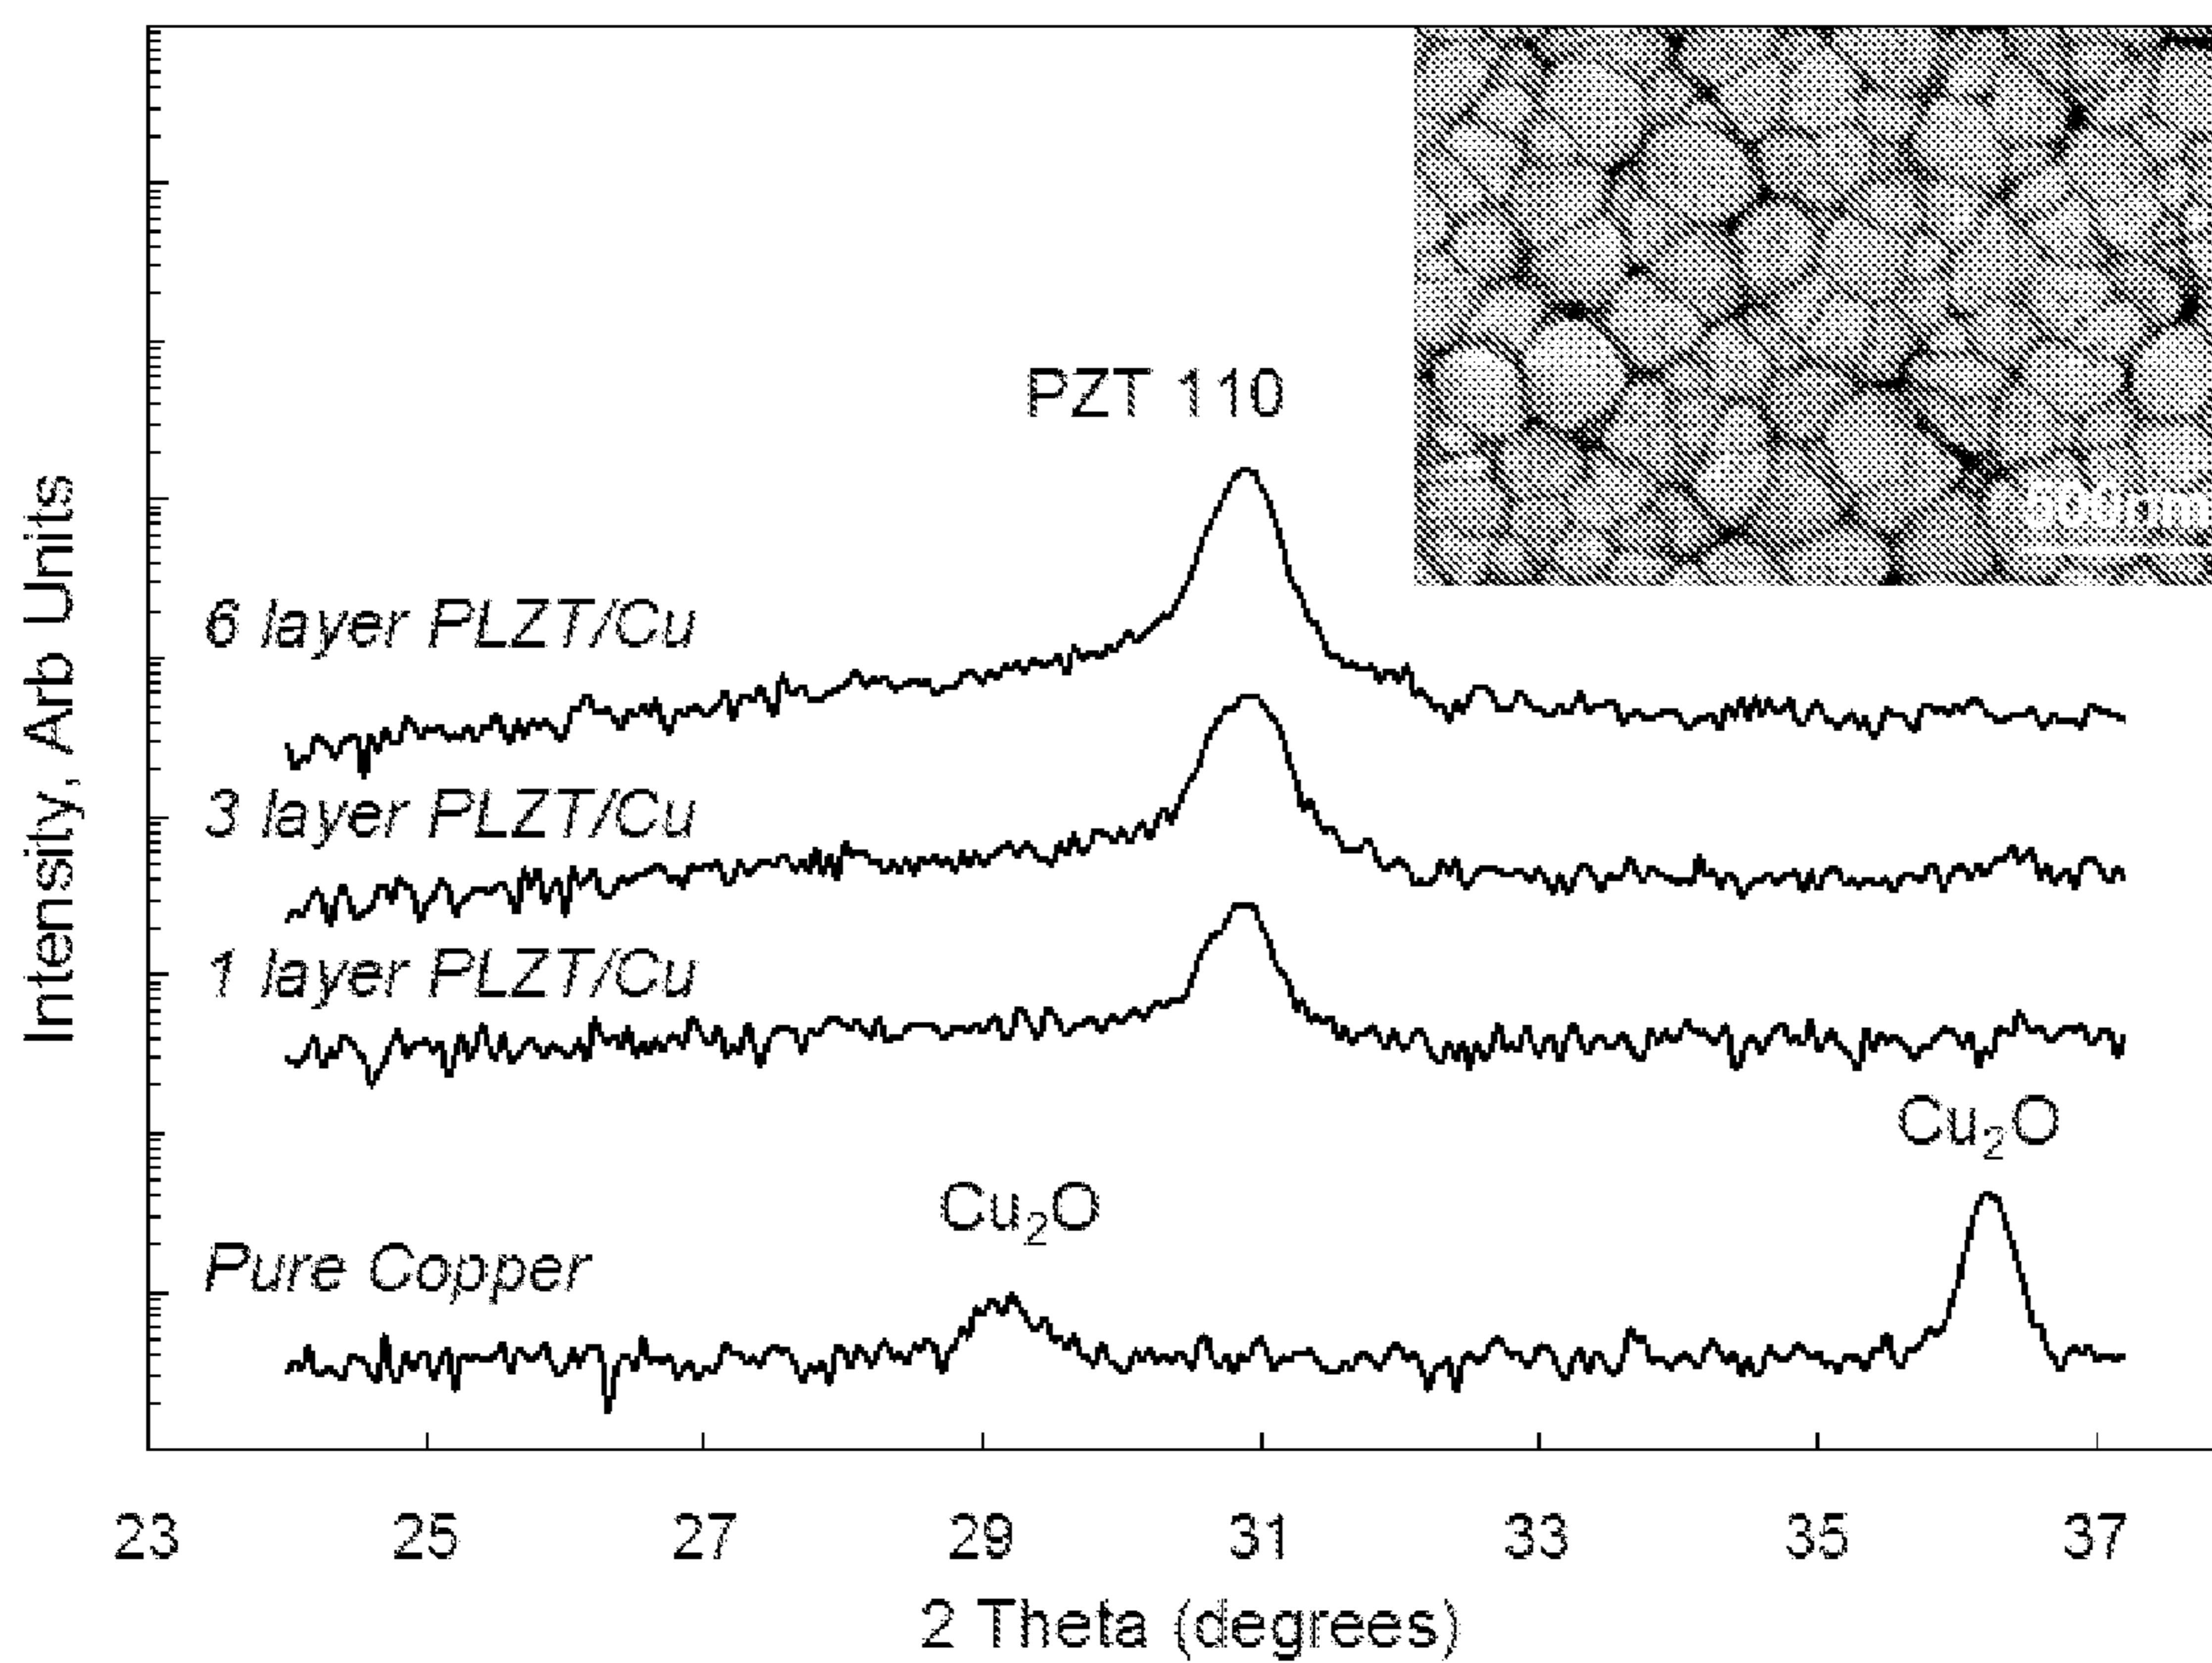 PZT 110
500nm
6 layer PLZT/Cu
3 layer PLZT/Cu
1 layer PLZT/Cu
Cu₂O
Cu₂O
Pure Copper
Intensity, Arb Units
23 25 27 29 31 33 35 37
2 Theta (degrees)